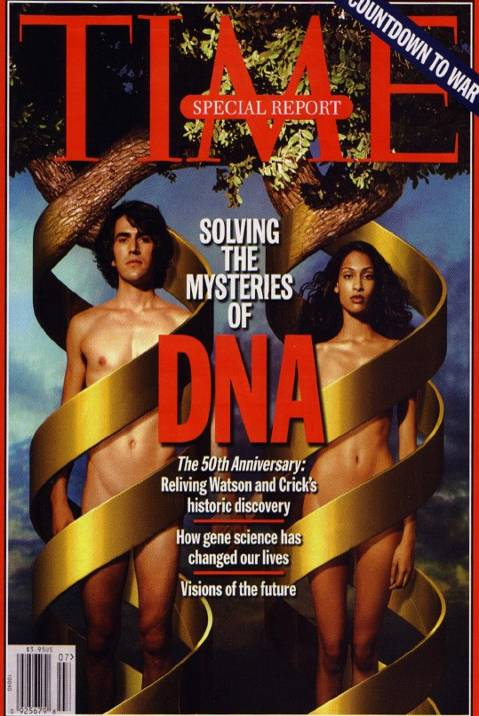 COUNTDOWN TO WAR
TIME
SPECIAL REPORT
SOLVING
THE
MYSTERIES
OF
DNA
The 50th Anniversary:
Reliving Watson and Crick's
historic discovery
How gene science has
changed our lives
Visions of the future
$3.95US
07>